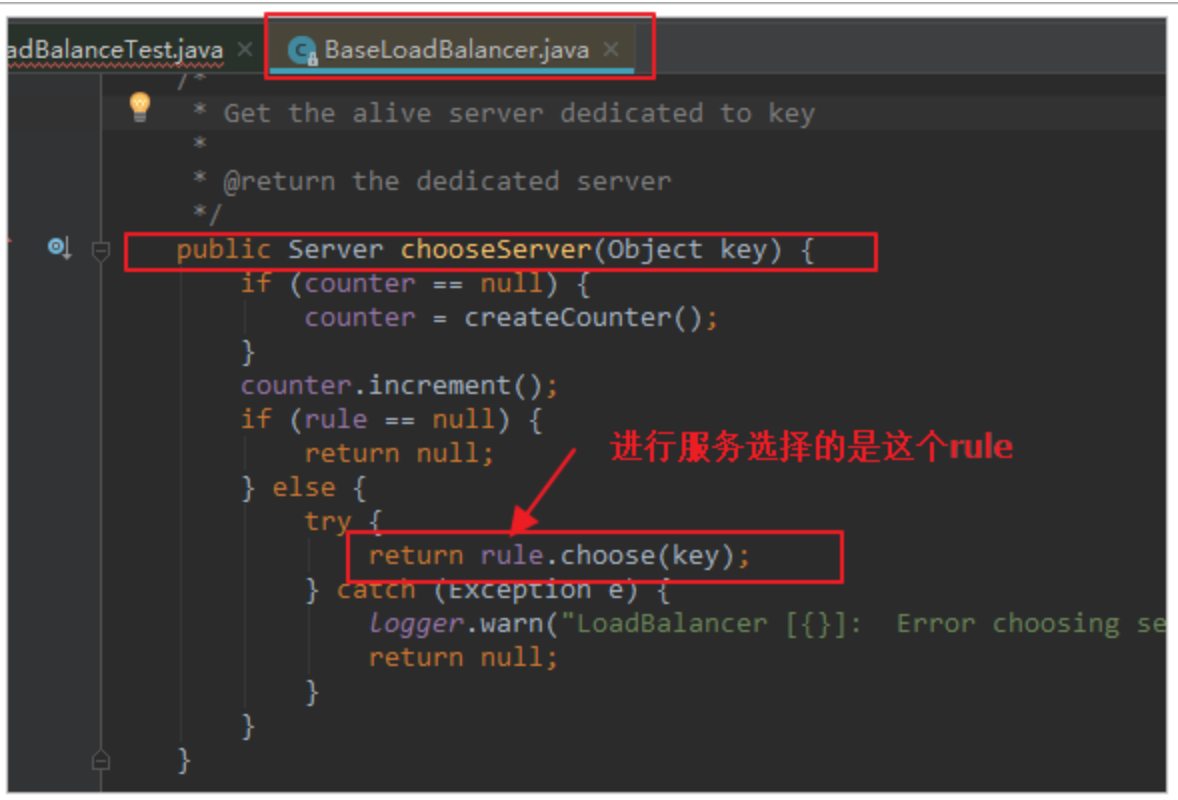 adBalanceTest.java × BaseLoadBalancer.java ×
/*
* Get the alive server dedicated to key
*
* @return the dedicated server
*/
public Server chooseServer(Object key) {
if (counter == null) {
counter = createCounter();
}
counter.increment();
if (rule == null) {
进行服务选择的是这个rule
return null;
} else {
try {
return rule.choose(key);
} catch (Exception e) {
logger.warn("LoadBalancer [{}]:  Error choosing se
return null;
}
}
}